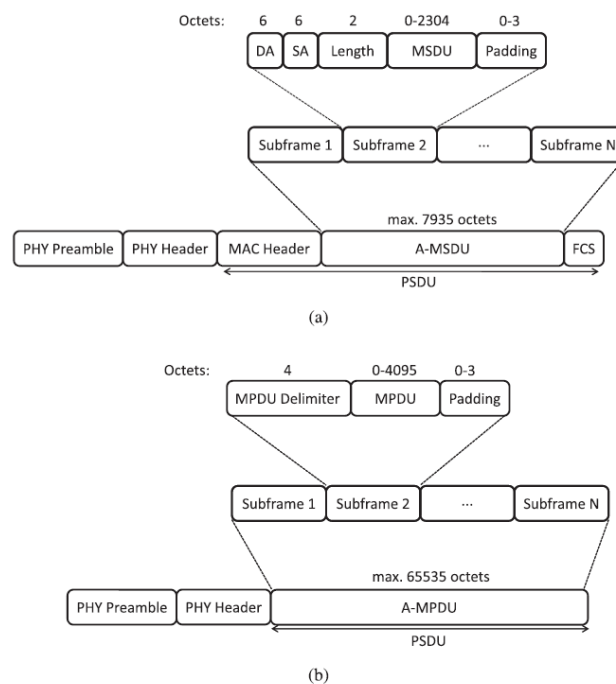 Octets: 6 6 2 0-2304 0-3
DA SA Length MSDU Padding
Subframe 1 Subframe 2 ... Subframe N
max. 7935 octets
PHY Preamble PHY Header MAC Header A-MSDU FCS
PSDU
(a)
Octets: 4 0-4095 0-3
MPDU Delimiter MPDU Padding
Subframe 1 Subframe 2 ... Subframe N
max. 65535 octets
PHY Preamble PHY Header A-MPDU
PSDU
(b)